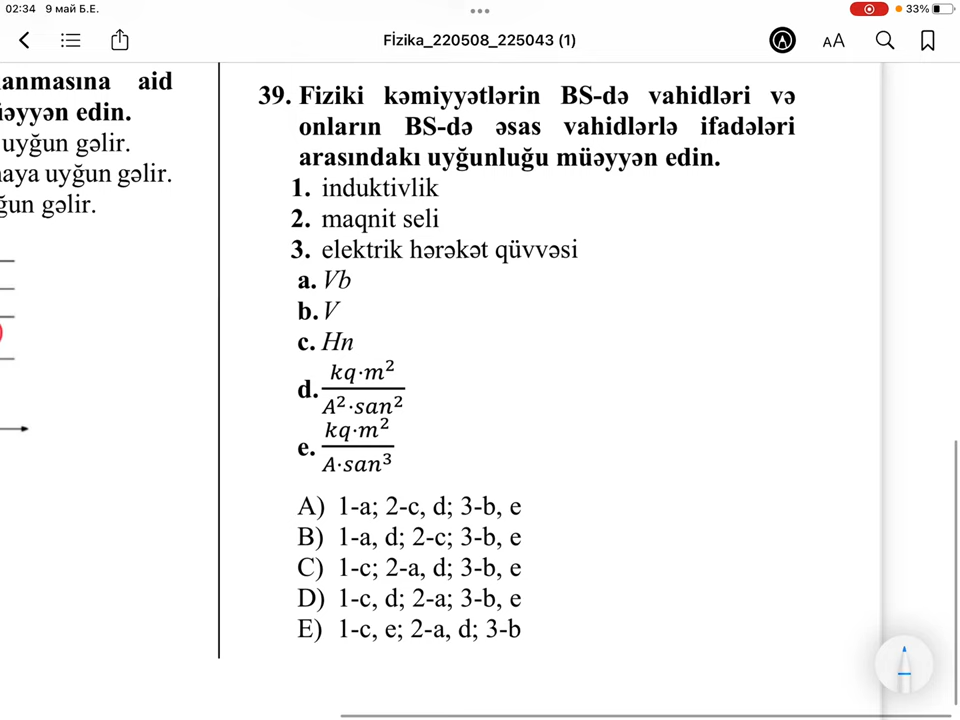 02:34 9 май Б.Е.
33%
Fİzika_220508_225043 (1)
AA
anmasına aid
əyyən edin.
uyğun gəlir.
aya uyğun gəlir.
ğun gəlir.
39. Fiziki kəmiyyətlərin BS-də vahidləri və
onların BS-də əsas vahidlərlə ifadələri
arasındakı uyğunluğu müəyyən edin.
1. induktivlik
2. maqnit seli
3. elektrik hərəkət qüvvəsi
a. Vb
b. V
c. Hn
d. kq·m²
A²·san²
e. kq·m²
A·san³
A) 1-a; 2-c, d; 3-b, e
B) 1-a, d; 2-c; 3-b, e
C) 1-c; 2-a, d; 3-b, e
D) 1-c, d; 2-a; 3-b, e
E) 1-c, e; 2-a, d; 3-b